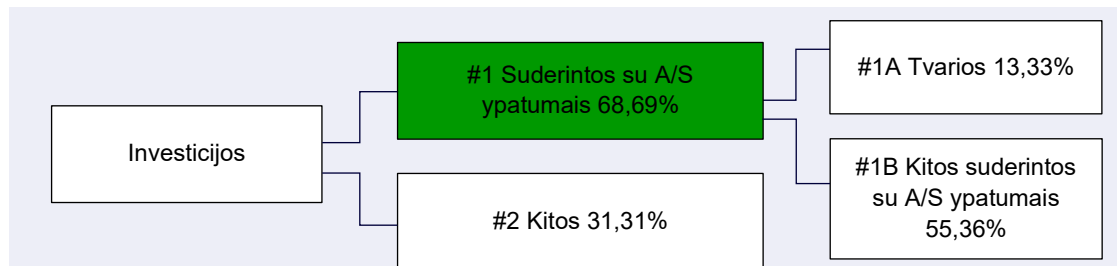 Investicijos
#1 Suderintos su A/S
ypatumais 68,69%
#2 Kitos 31,31%
#1A Tvarios 13,33%
#1B Kitos suderintos
su A/S ypatumais
55,36%